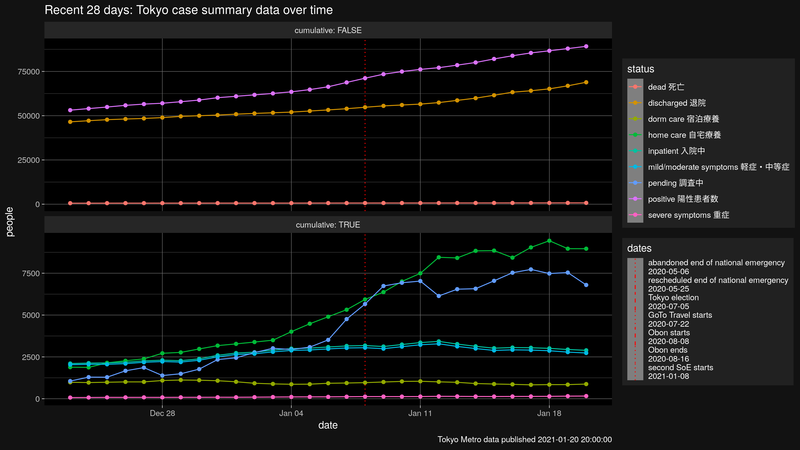 Recent 28 days: Tokyo case summary data over time
cumulative: FALSE
75000
50000
25000
0
cumulative: TRUE
7500
5000
2500
0
people
Dec 28
Jan 04
Jan 11
Jan 18
date
status
dead 死亡
discharged 退院
dorm care 宿泊療養
home care 自宅療養
inpatient 入院中
mild/moderate symptoms 軽症・中等症
pending 調査中
positive 陽性患者数
severe symptoms 重症
dates
abandoned end of national emergency
2020-05-06
rescheduled end of national emergency
2020-05-25
Tokyo election
2020-07-05
GoTo Travel starts
2020-07-22
Obon starts
2020-08-08
Obon ends
2020-08-16
second SoE starts
2021-01-08
Tokyo Metro data published 2021-01-20 20:00:00